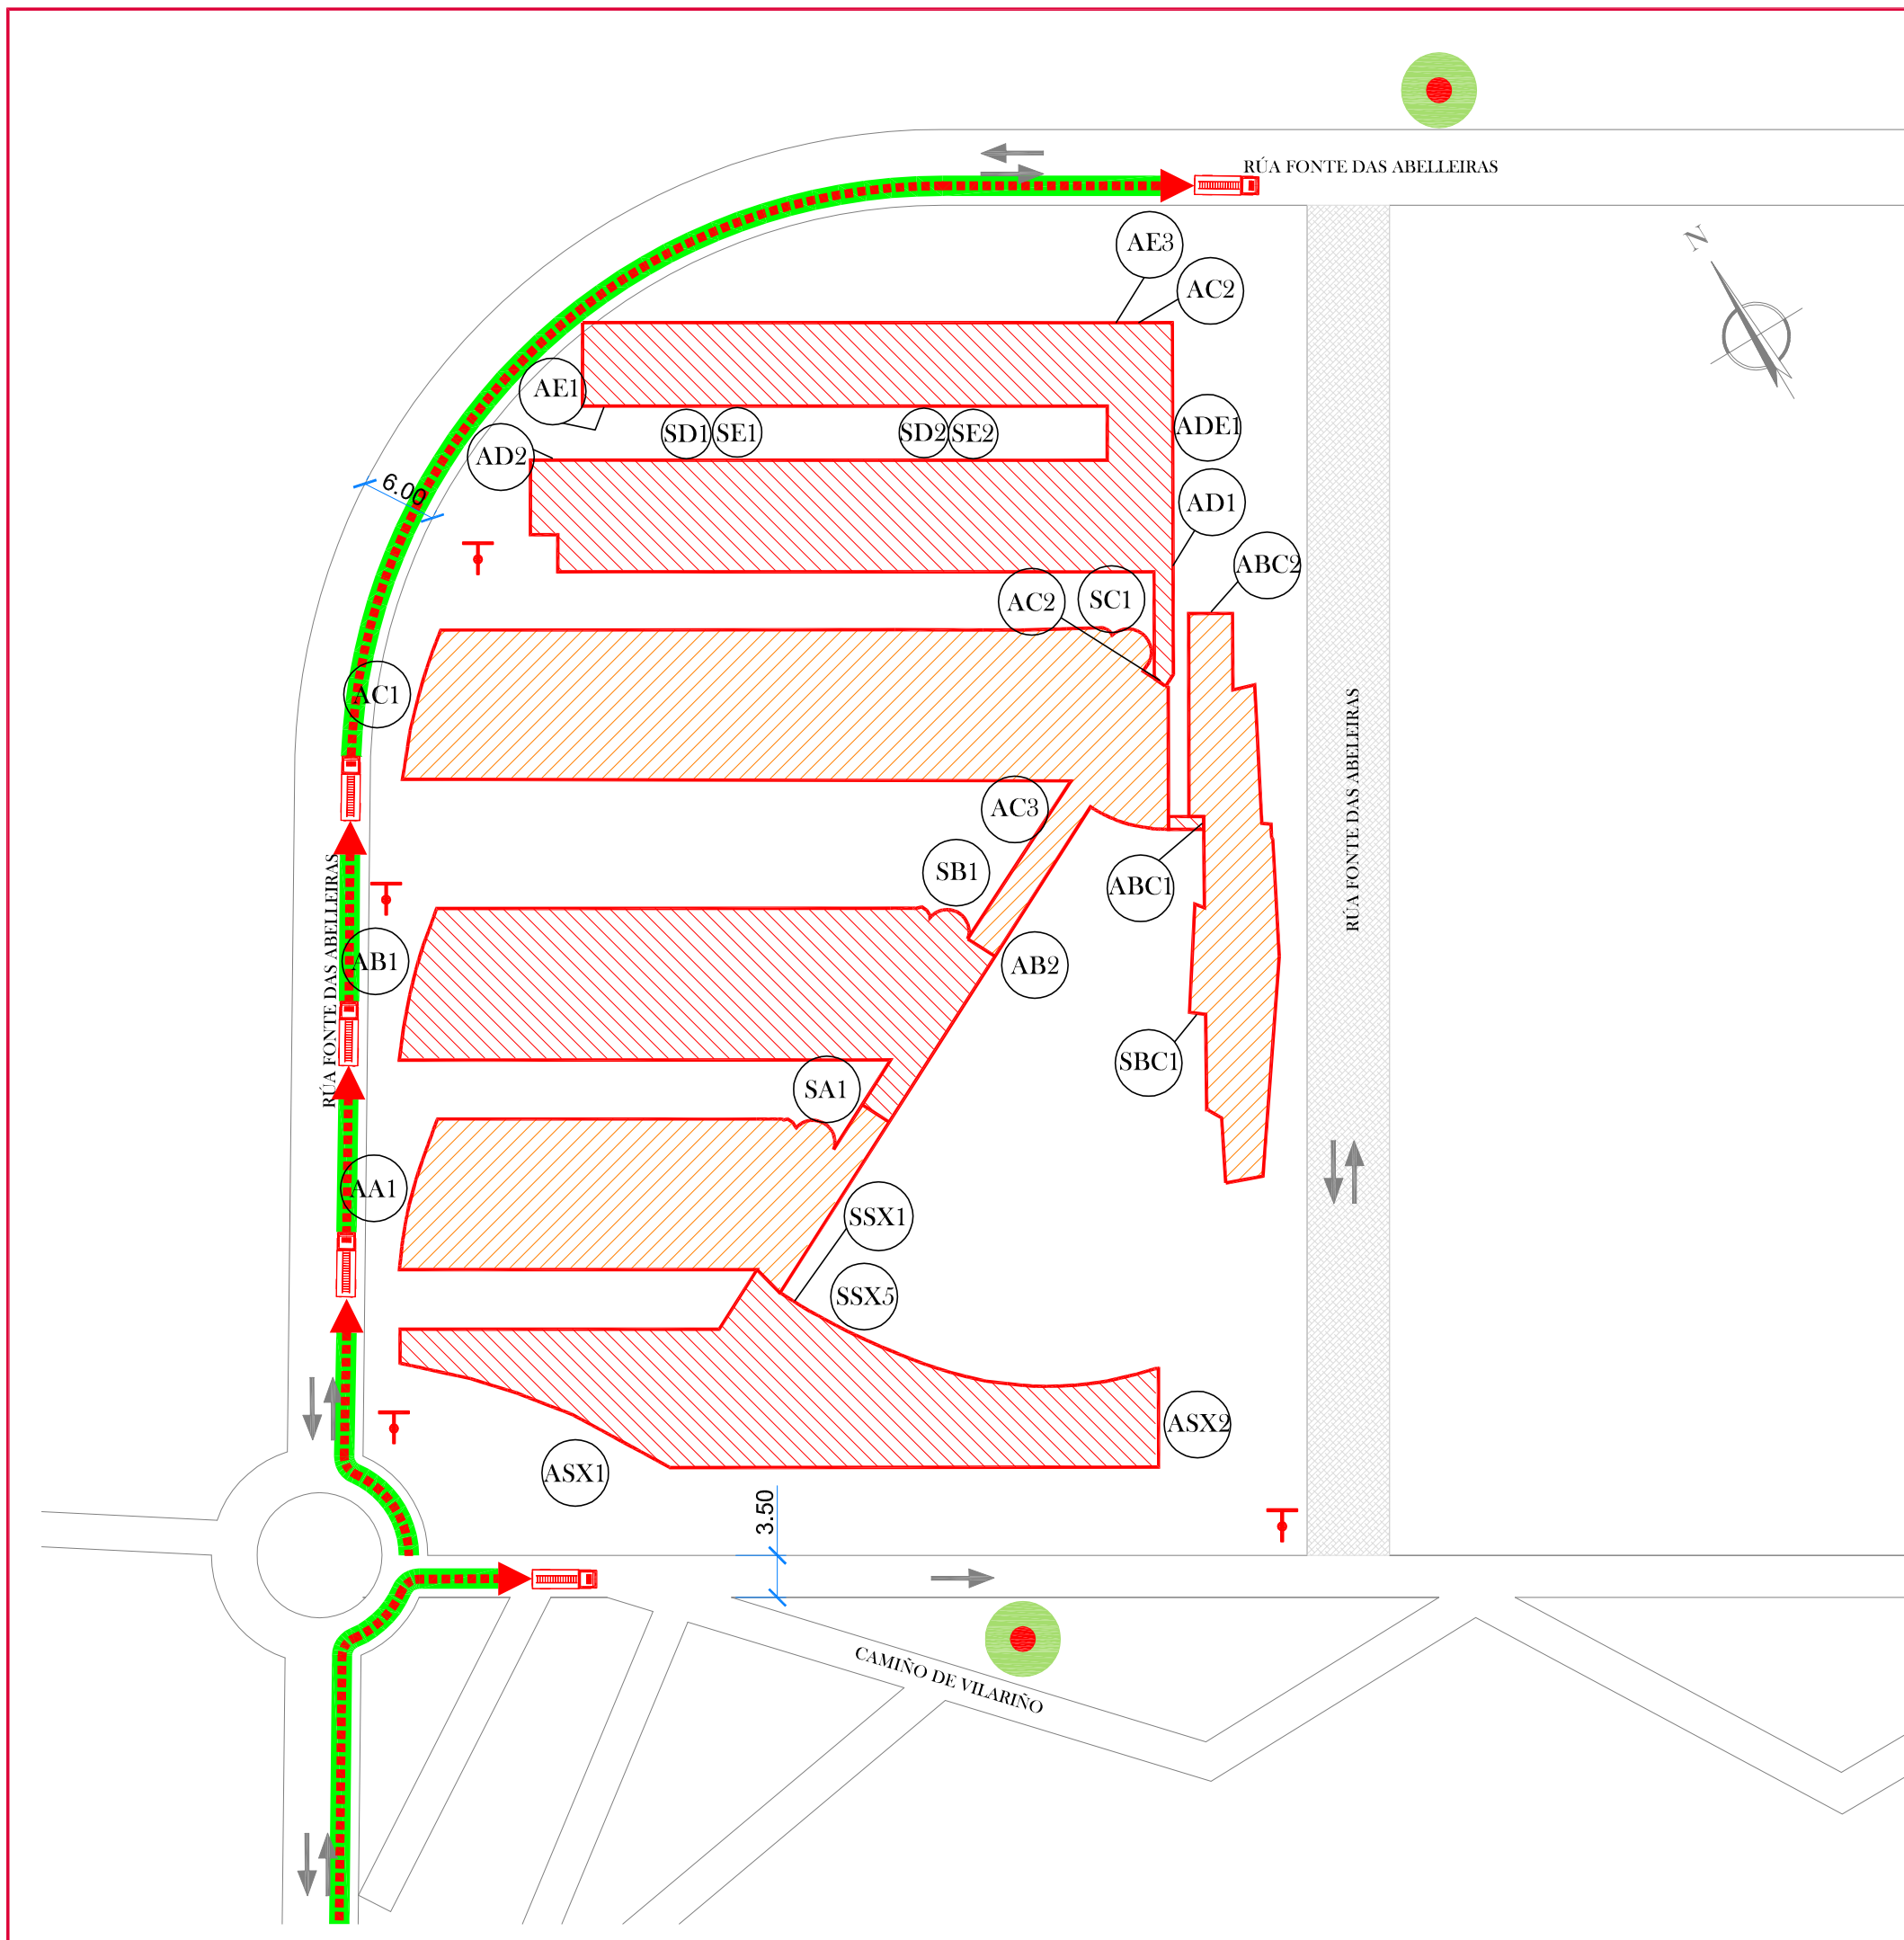 RÚA FONTE DAS ABELLEIRAS
N
AE3
AC2
AE1
SD1
SE1
SD2
SE2
ADE1
AD2
6.00
AD1
ABC2
AC2
SC1
AC1
RÚA FONTE DAS ABELEIRAS
AC3
SB1
ABC1
RÚA FONTE DAS ABELLEIRAS
AB1
AB2
SBC1
SA1
AA1
SSX1
SSX5
ASX2
ASX1
3.50
CAMIÑO DE VILARIÑO